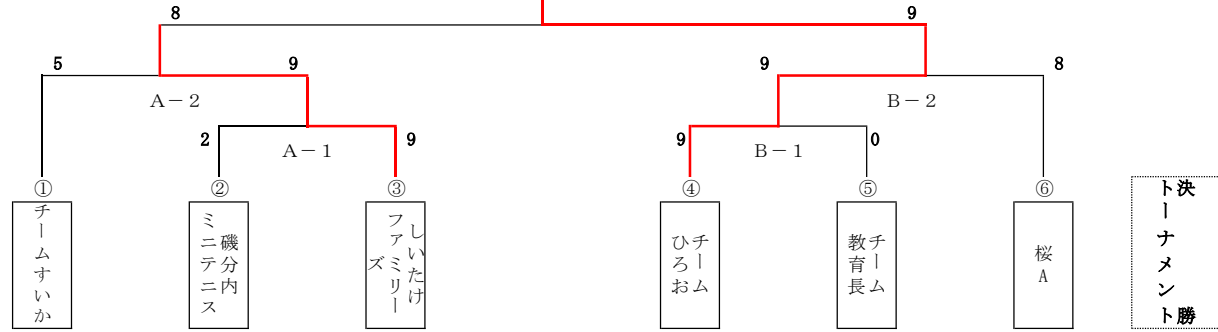 8 9
5 9 9 8
A－2 B－2
2 9 9 0
A－1 B－1
① ② ③ ④ ⑤ ⑥
チームすいか
磯分内
ミニテニス
しいたけ
ファミリーズ
チーム
ひろお
チーム
教育長
桜A
決勝
トーナメント